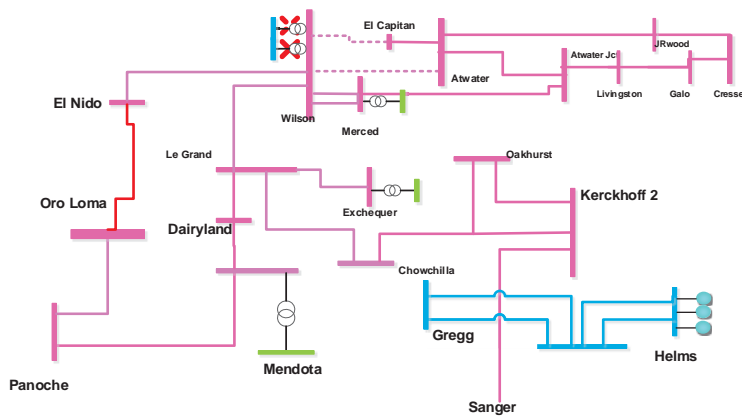 El Capitan
JRwood
Atwater Jct
Atwater
Livingston
Galo
Cresse
El Nido
Wilson
Merced
Le Grand
Oakhurst
Oro Loma
Kerckhoff 2
Exchequer
Dairyland
Chowchilla
Gregg
Helms
Mendota
Panoche
Sanger